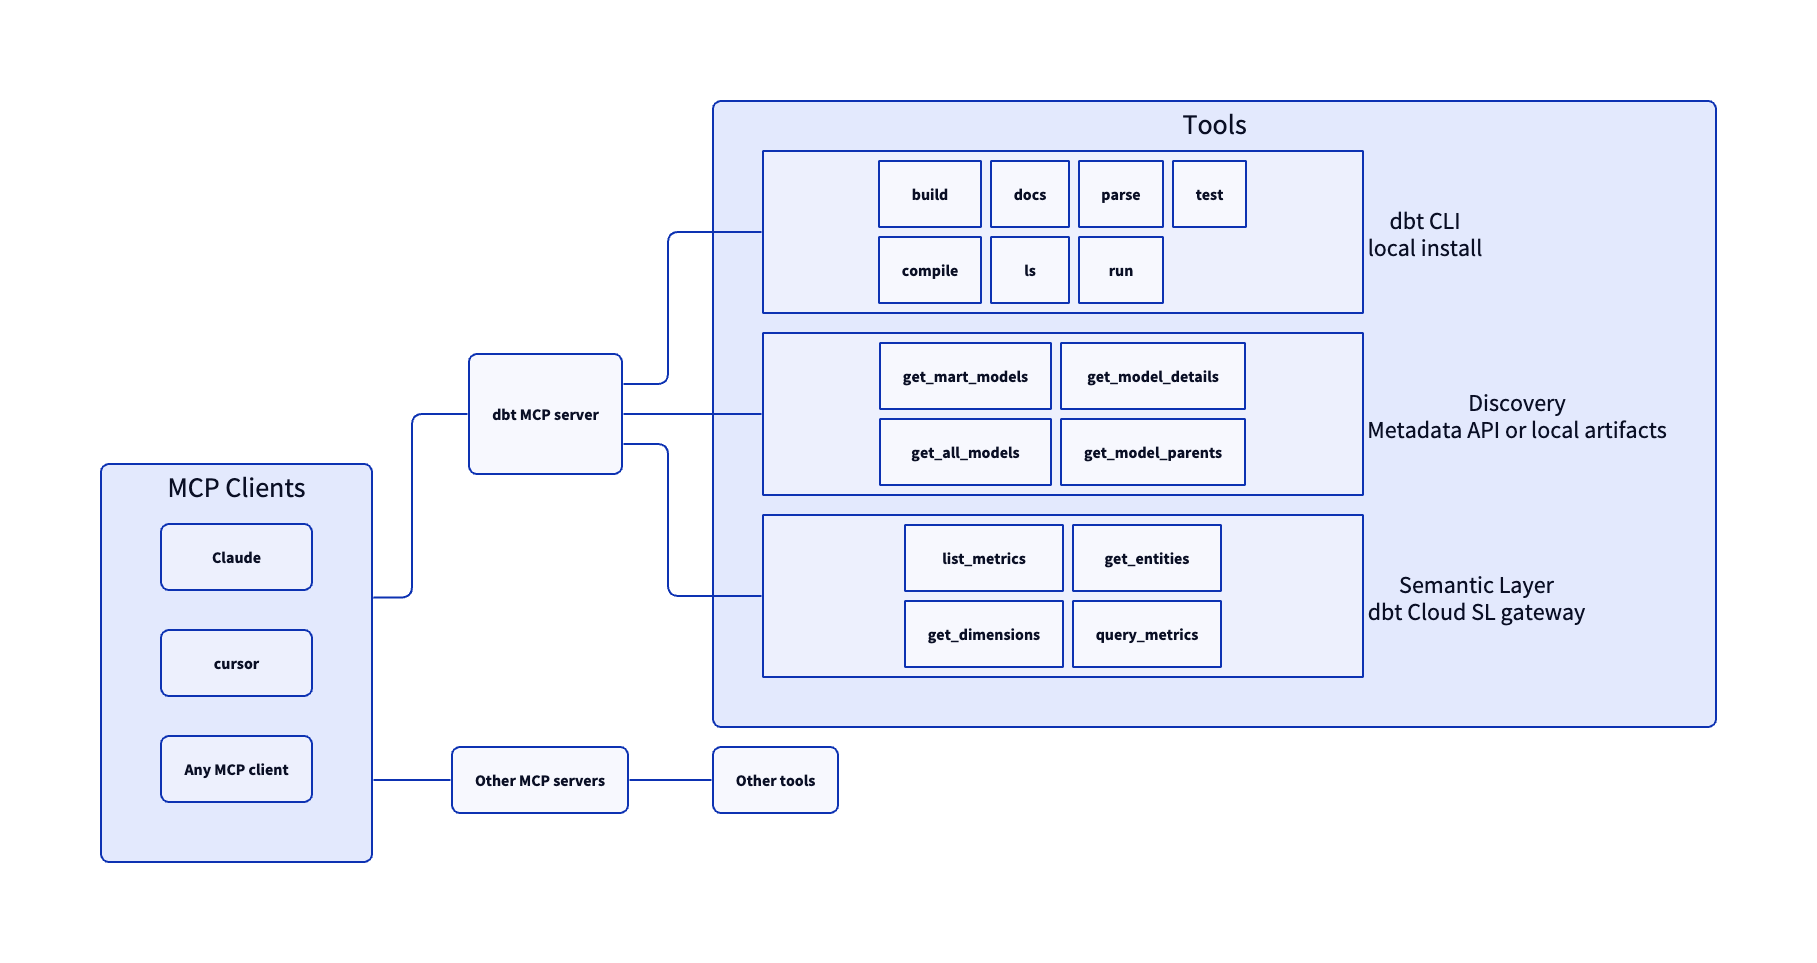 Tools
build
docs
parse
test
compile
ls
run
dbt CLI
local install
get_mart_models
get_model_details
get_all_models
get_model_parents
Discovery
Metadata API or local artifacts
list_metrics
get_entities
get_dimensions
query_metrics
Semantic Layer
dbt Cloud SL gateway
dbt MCP server
MCP Clients
Claude
cursor
Any MCP client
Other MCP servers
Other tools